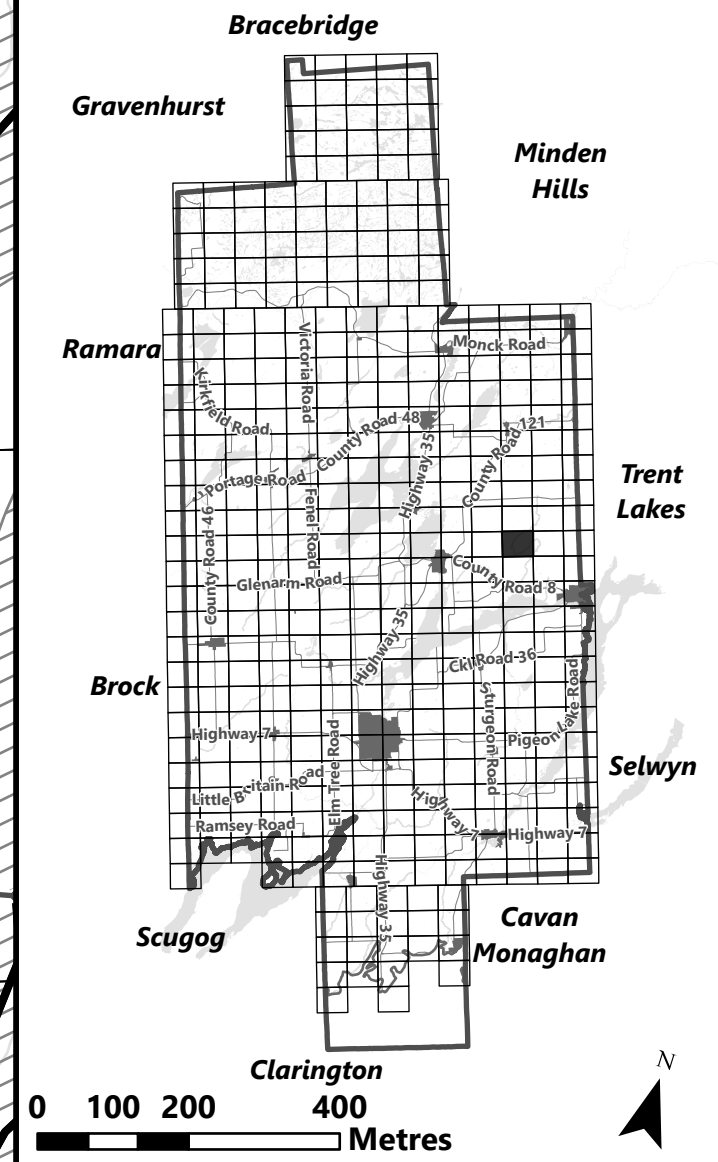 Bracebridge
Gravenhurst
Minden
Hills
Ramara
Monck Road
Victoria Road
Kirkfield Road
County Road 48
121
County Road
Highway 35
Portage Road
Trent
Lakes
Fenel Road
County Road 46
Glenarm Road
County Road 8
Highway 35
Ckl Road 36
Brock
Sturgeon Road
Pigeon Lake Road
Highway 7
Elm Tree Road
Selwyn
Little Britain Road
Ramsey Road
Highway 7
Highway 7
Highway 35
Scugog
Cavan
Monaghan
Clarington
N
0 100 200 400
Metres